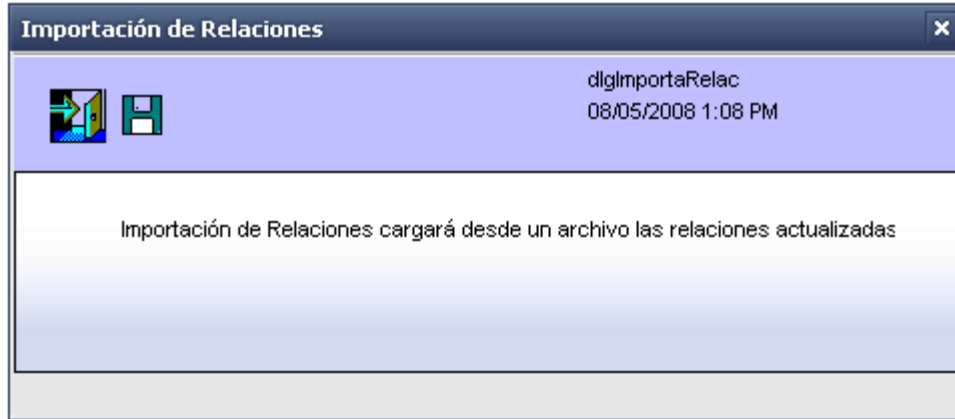 Importación de Relaciones
dlgImportaRelac
08/05/2008 1:08 PM
Importación de Relaciones cargará desde un archivo las relaciones actualizadas